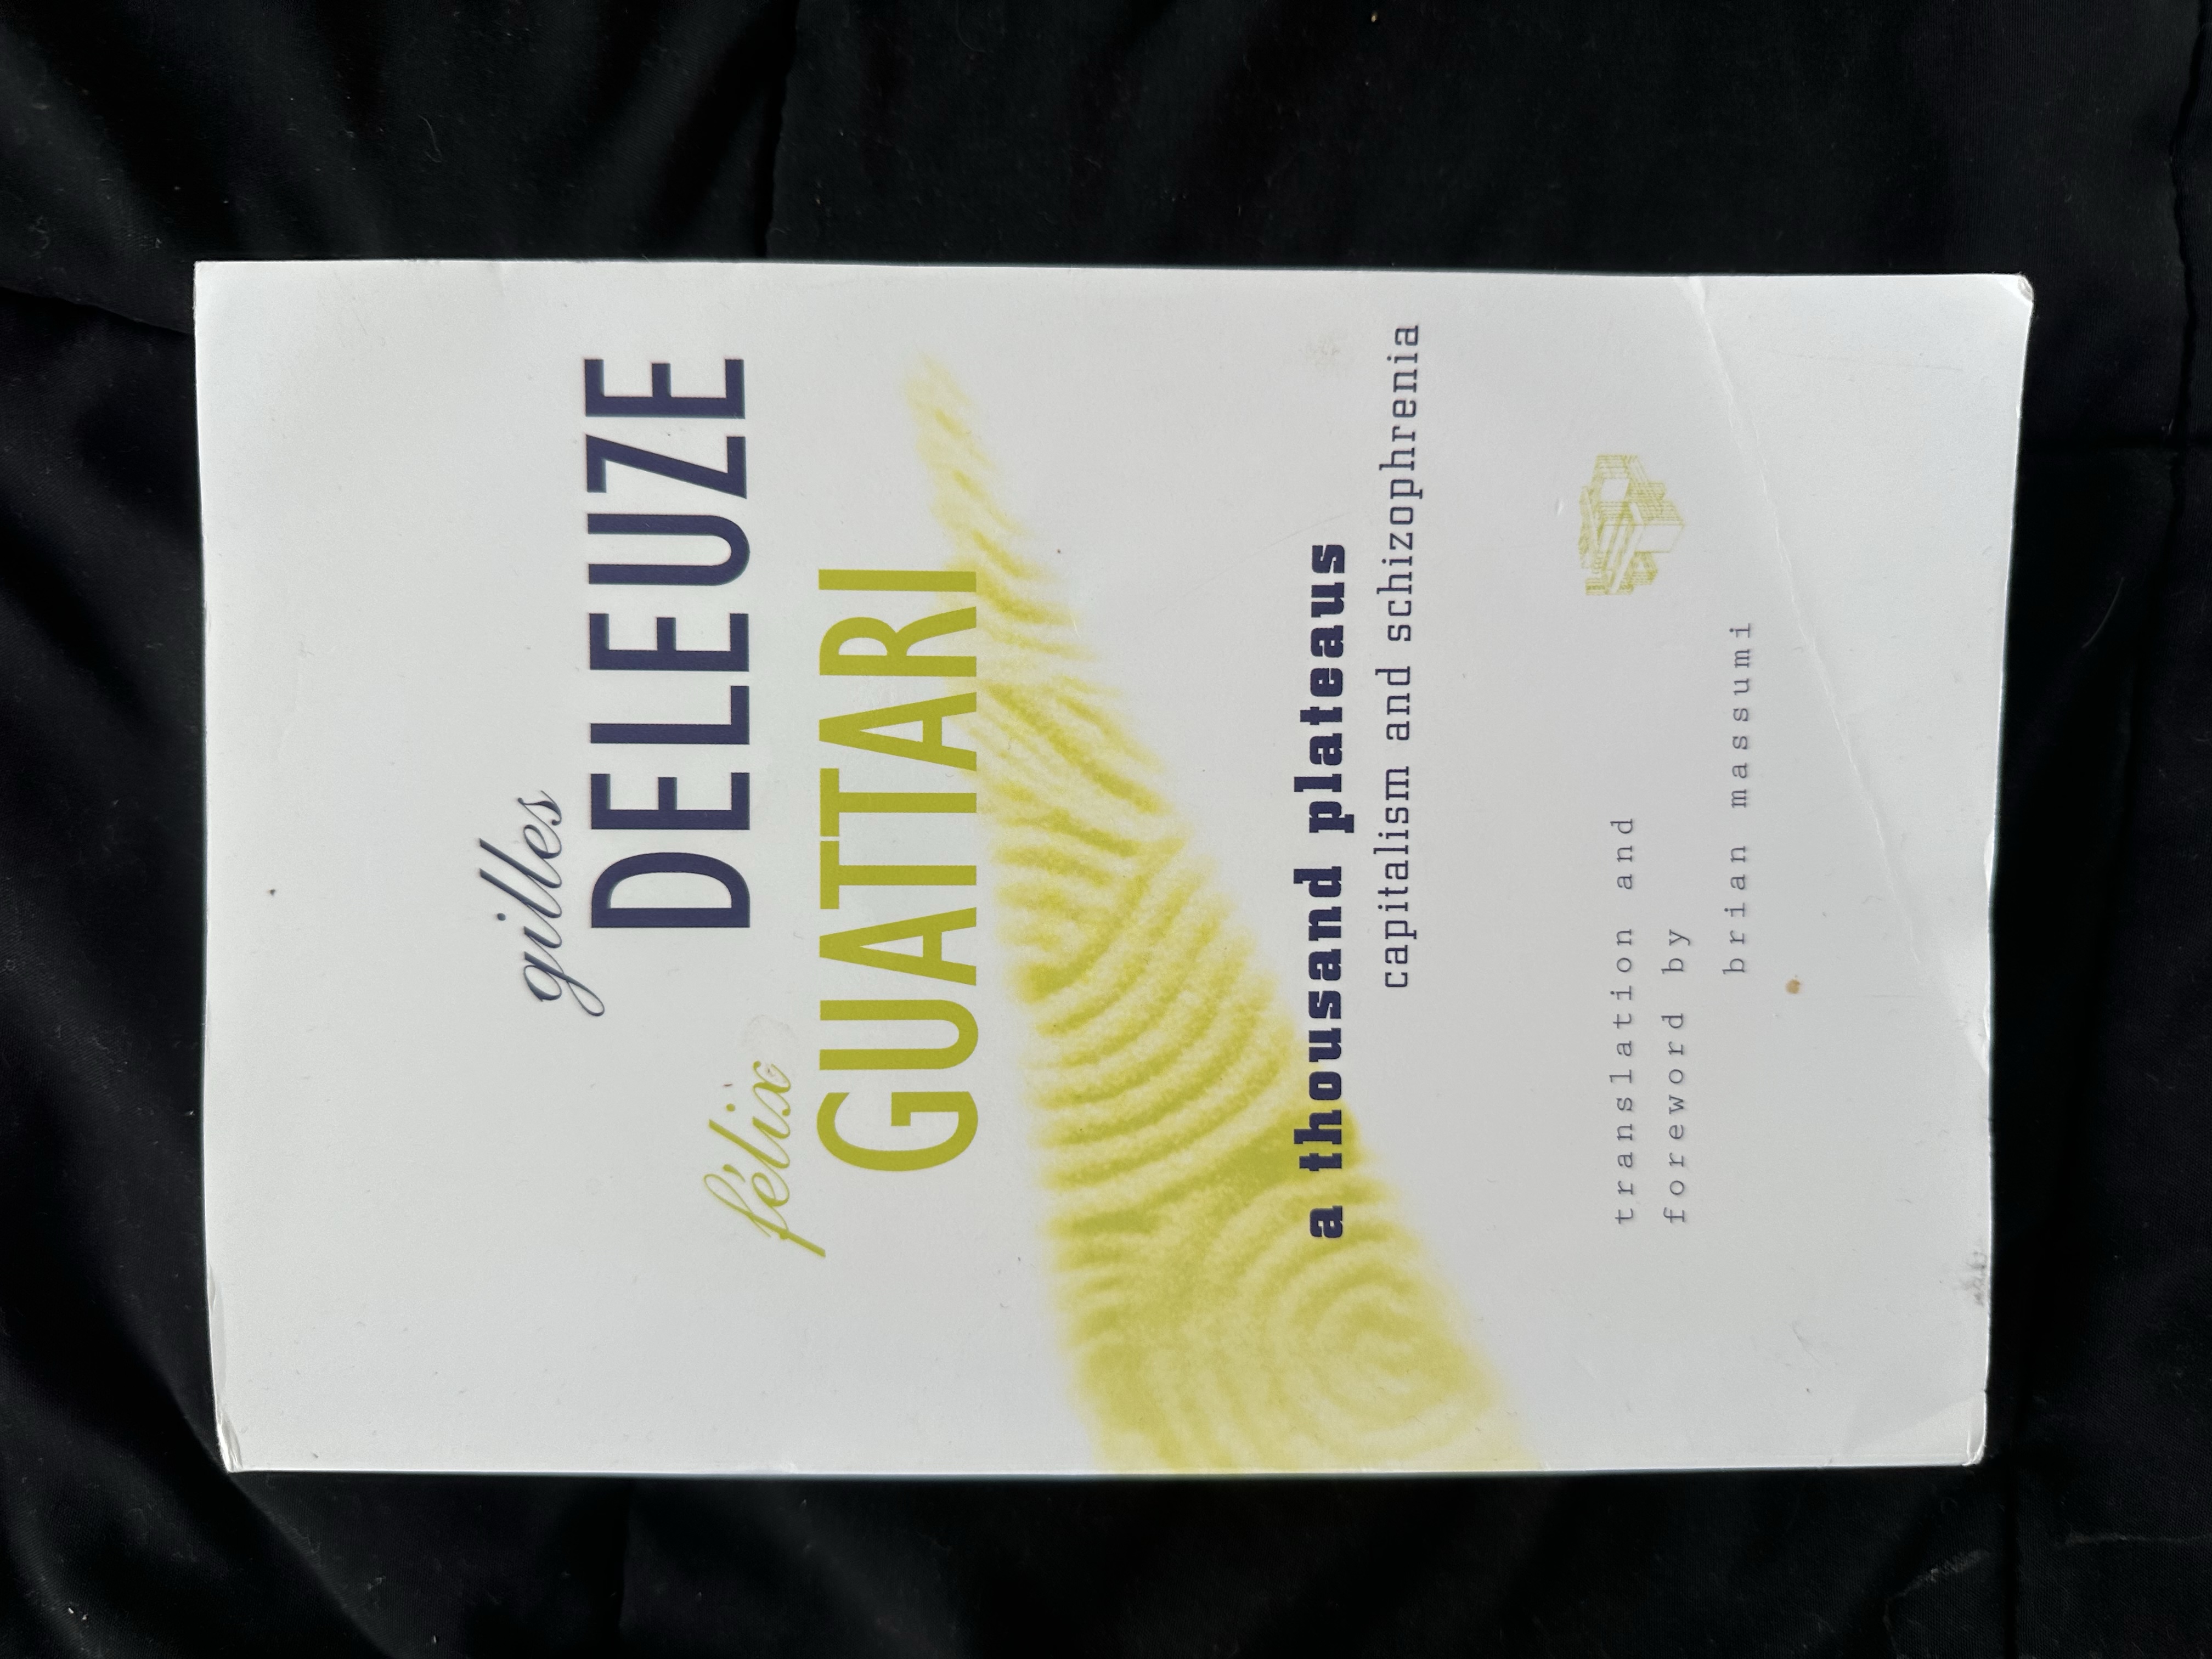 gilles
DELEUZE
félix
GUATTARI
a thousand plateaus
capitalism and schizophrenia
translation and
foreword by
brian massumi